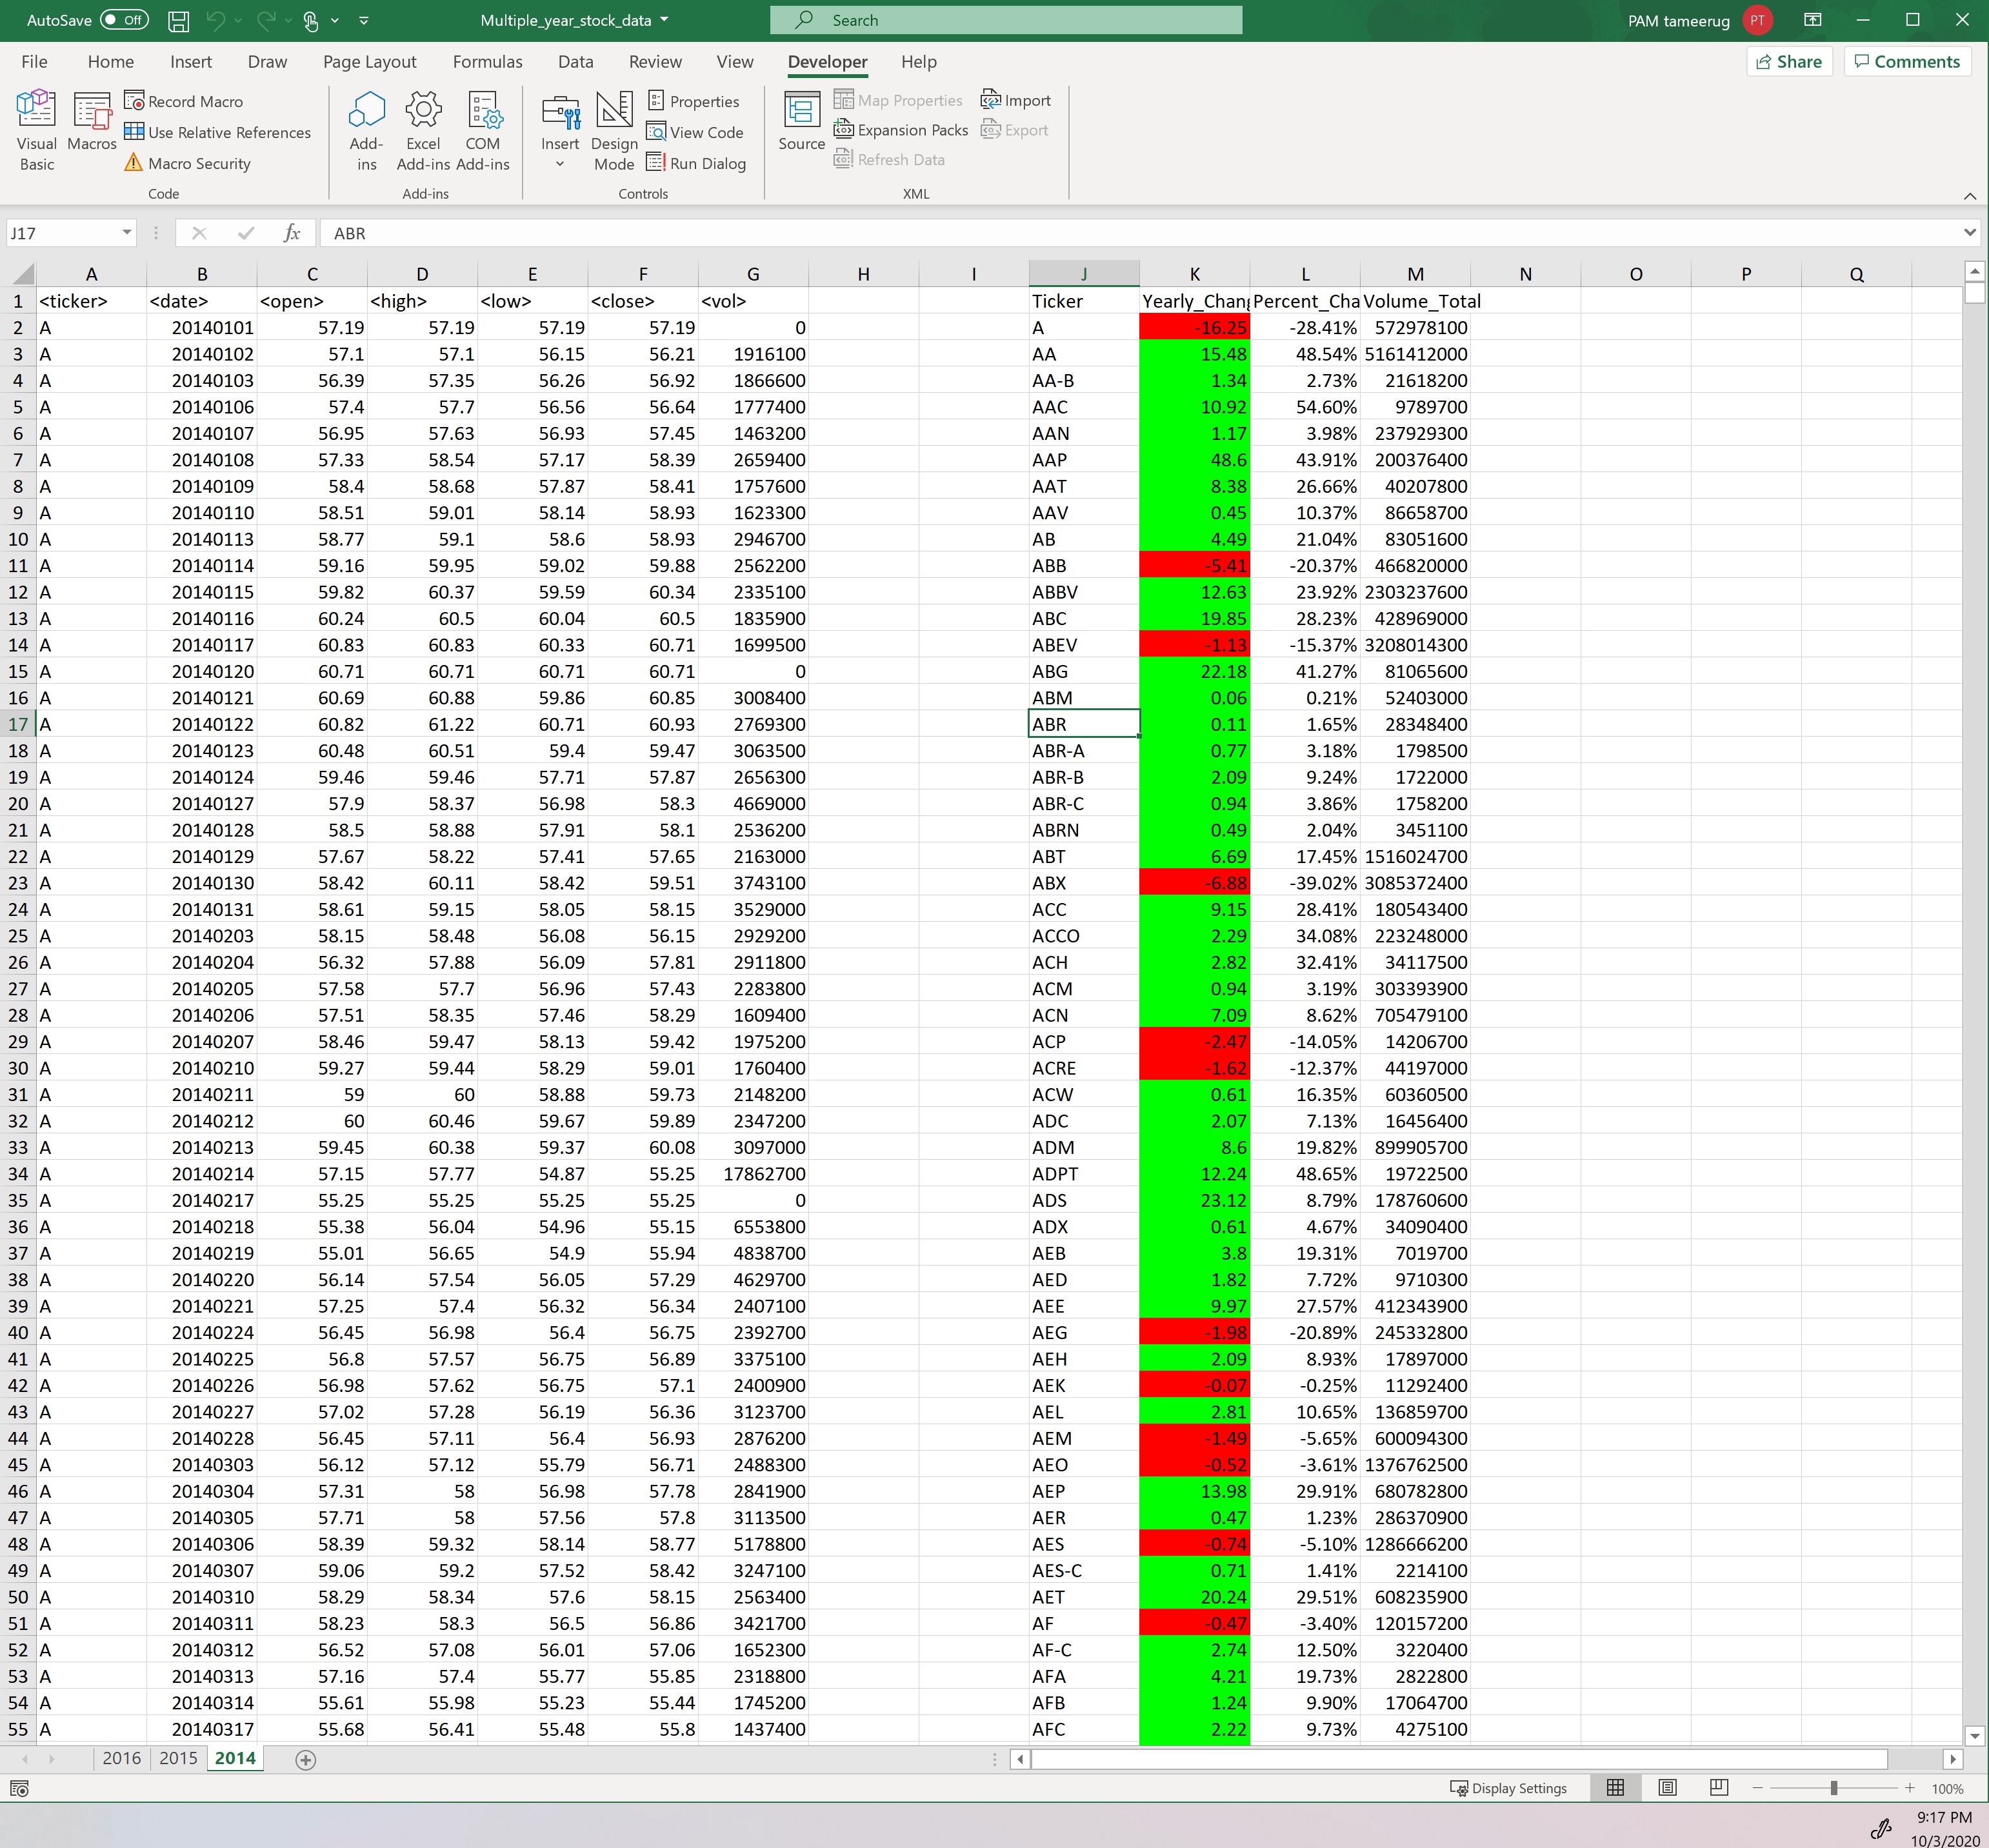 AutoSave Off Multiple_year_stock_data Search PAM tameerug PT
File Home Insert Draw Page Layout Formulas Data Review View Developer Help Share Comments
Visual Basic Macros Record Macro Use Relative References Macro Security Code
Add-ins Excel Add-ins COM Add-ins Add-ins
Insert Design Mode Properties View Code Run Dialog Controls
Source Map Properties Expansion Packs Refresh Data Import Export XML
J17 fx ABR
A B C D E F G H I J K L M N O P Q
1 <ticker> <date> <open> <high> <low> <close> <vol> Ticker Yearly_Chang Percent_Cha Volume_Total
2 A 20140101 57.19 57.19 57.19 57.19 0 A -16.25 -28.41% 572978100
3 A 20140102 57.1 57.1 56.15 56.21 1916100 AA 15.48 48.54% 5161412000
4 A 20140103 56.39 57.35 56.26 56.92 1866600 AA-B 1.34 2.73% 21618200
5 A 20140106 57.4 57.7 56.56 56.64 1777400 AAC 10.92 54.60% 9789700
6 A 20140107 56.95 57.63 56.93 57.45 1463200 AAN 1.17 3.98% 237929300
7 A 20140108 57.33 58.54 57.17 58.39 2659400 AAP 48.6 43.91% 200376400
8 A 20140109 58.4 58.68 57.87 58.41 1757600 AAT 8.38 26.66% 40207800
9 A 20140110 58.51 59.01 58.14 58.93 1623300 AAV 0.45 10.37% 86658700
10 A 20140113 58.77 59.1 58.6 58.93 2946700 AB 4.49 21.04% 83051600
11 A 20140114 59.16 59.95 59.02 59.88 2562200 ABB -5.41 -20.37% 466820000
12 A 20140115 59.82 60.37 59.59 60.34 2335100 ABBV 12.63 23.92% 2303237600
13 A 20140116 60.24 60.5 60.04 60.5 1835900 ABC 19.85 28.23% 428969000
14 A 20140117 60.83 60.83 60.33 60.71 1699500 ABEV -1.13 -15.37% 3208014300
15 A 20140120 60.71 60.71 60.71 60.71 0 ABG 22.18 41.27% 81065600
16 A 20140121 60.69 60.88 59.86 60.85 3008400 ABM 0.06 0.21% 52403000
17 A 20140122 60.82 61.22 60.71 60.93 2769300 ABR 0.11 1.65% 28348400
18 A 20140123 60.48 60.51 59.4 59.47 3063500 ABR-A 0.77 3.18% 1798500
19 A 20140124 59.46 59.46 57.71 57.87 2656300 ABR-B 2.09 9.24% 1722000
20 A 20140127 57.9 58.37 56.98 58.3 4669000 ABR-C 0.94 3.86% 1758200
21 A 20140128 58.5 58.88 57.91 58.1 2536200 ABRN 0.49 2.04% 3451100
22 A 20140129 57.67 58.22 57.41 57.65 2163000 ABT 6.69 17.45% 1516024700
23 A 20140130 58.42 60.11 58.42 59.51 3743100 ABX -6.88 -39.02% 3085372400
24 A 20140131 58.61 59.15 58.05 58.15 3529000 ACC 9.15 28.41% 180543400
25 A 20140203 58.15 58.48 56.08 56.15 2929200 ACCO 2.29 34.08% 223248000
26 A 20140204 56.32 57.88 56.09 57.81 2911800 ACH 2.82 32.41% 34117500
27 A 20140205 57.58 57.7 56.96 57.43 2283800 ACM 0.94 3.19% 303393900
28 A 20140206 57.51 58.35 57.46 58.29 1609400 ACN 7.09 8.62% 705479100
29 A 20140207 58.46 59.47 58.13 59.42 1975200 ACP -2.47 -14.05% 14206700
30 A 20140210 59.27 59.44 58.29 59.01 1760400 ACRE -1.62 -12.37% 44197000
31 A 20140211 59 60 58.88 59.73 2148200 ACW 0.61 16.35% 60360500
32 A 20140212 60 60.46 59.67 59.89 2347200 ADC 2.07 7.13% 16456400
33 A 20140213 59.45 60.38 59.37 60.08 3097000 ADM 8.6 19.82% 899905700
34 A 20140214 57.15 57.77 54.87 55.25 17862700 ADPT 12.24 48.65% 19722500
35 A 20140217 55.25 55.25 55.25 55.25 0 ADS 23.12 8.79% 178760600
36 A 20140218 55.38 56.04 54.96 55.15 6553800 ADX 0.61 4.67% 34090400
37 A 20140219 55.01 56.65 54.9 55.94 4838700 AEB 3.8 19.31% 7019700
38 A 20140220 56.14 57.54 56.05 57.29 4629700 AED 1.82 7.72% 9710300
39 A 20140221 57.25 57.4 56.32 56.34 2407100 AEE 9.97 27.57% 412343900
40 A 20140224 56.45 56.98 56.4 56.75 2392700 AEG -1.98 -20.89% 245332800
41 A 20140225 56.8 57.57 56.75 56.89 3375100 AEH 2.09 8.93% 17897000
42 A 20140226 56.98 57.62 56.75 57.1 2400900 AEK -0.07 -0.25% 11292400
43 A 20140227 57.02 57.28 56.19 56.36 3123700 AEL 2.81 10.65% 136859700
44 A 20140228 56.45 57.11 56.4 56.93 2876200 AEM -1.49 -5.65% 600094300
45 A 20140303 56.12 57.12 55.79 56.71 2488300 AEO -0.52 -3.61% 1376762500
46 A 20140304 57.31 58 56.98 57.78 2841900 AEP 13.98 29.91% 680782800
47 A 20140305 57.71 58 57.56 57.8 3113500 AER 0.47 1.23% 286370900
48 A 20140306 58.39 59.32 58.14 58.77 5178800 AES -0.74 -5.10% 1286666200
49 A 20140307 59.06 59.2 57.52 58.42 3247100 AES-C 0.71 1.41% 2214100
50 A 20140310 58.29 58.34 57.6 58.15 2563400 AET 20.24 29.51% 608235900
51 A 20140311 58.23 58.3 56.5 56.86 3421700 AF -0.47 -3.40% 120157200
52 A 20140312 56.52 57.08 56.01 57.06 1652300 AF-C 2.74 12.50% 3220400
53 A 20140313 57.16 57.4 55.77 55.85 2318800 AFA 4.21 19.73% 2822800
54 A 20140314 55.61 55.98 55.23 55.44 1745200 AFB 1.24 9.90% 17064700
55 A 20140317 55.68 56.41 55.48 55.8 1437400 AFC 2.22 9.73% 4275100
2016 2015 2014
Display Settings 100%
9:17 PM
10/3/2020